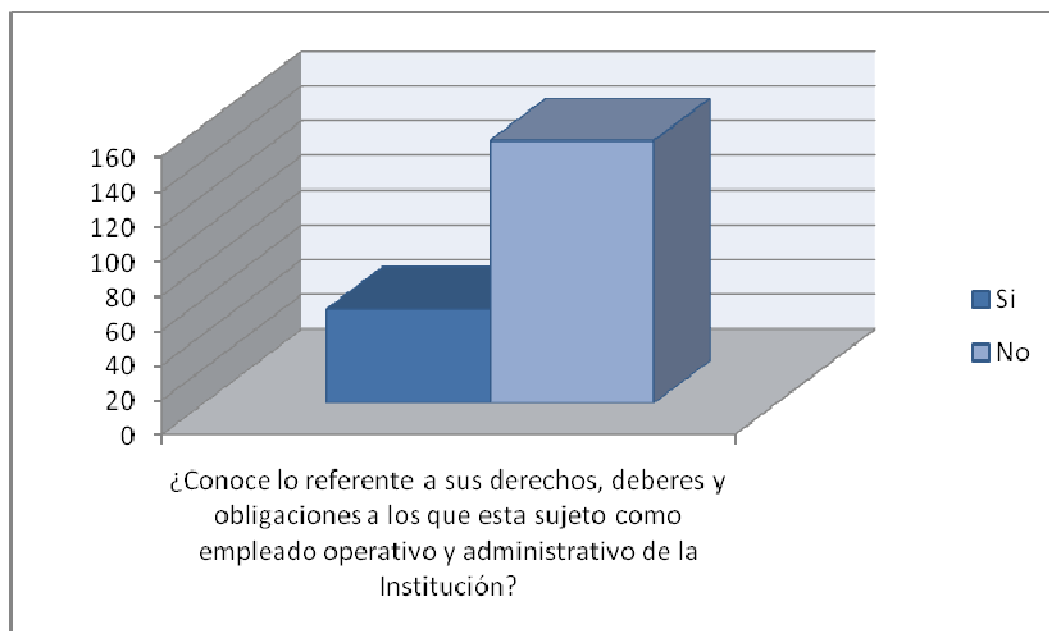 160
140
120
100
80
60
40
20
0
Si
No
¿Conoce lo referente a sus derechos, deberes y
obligaciones a los que esta sujeto como
empleado operativo y administrativo de la
Institución?